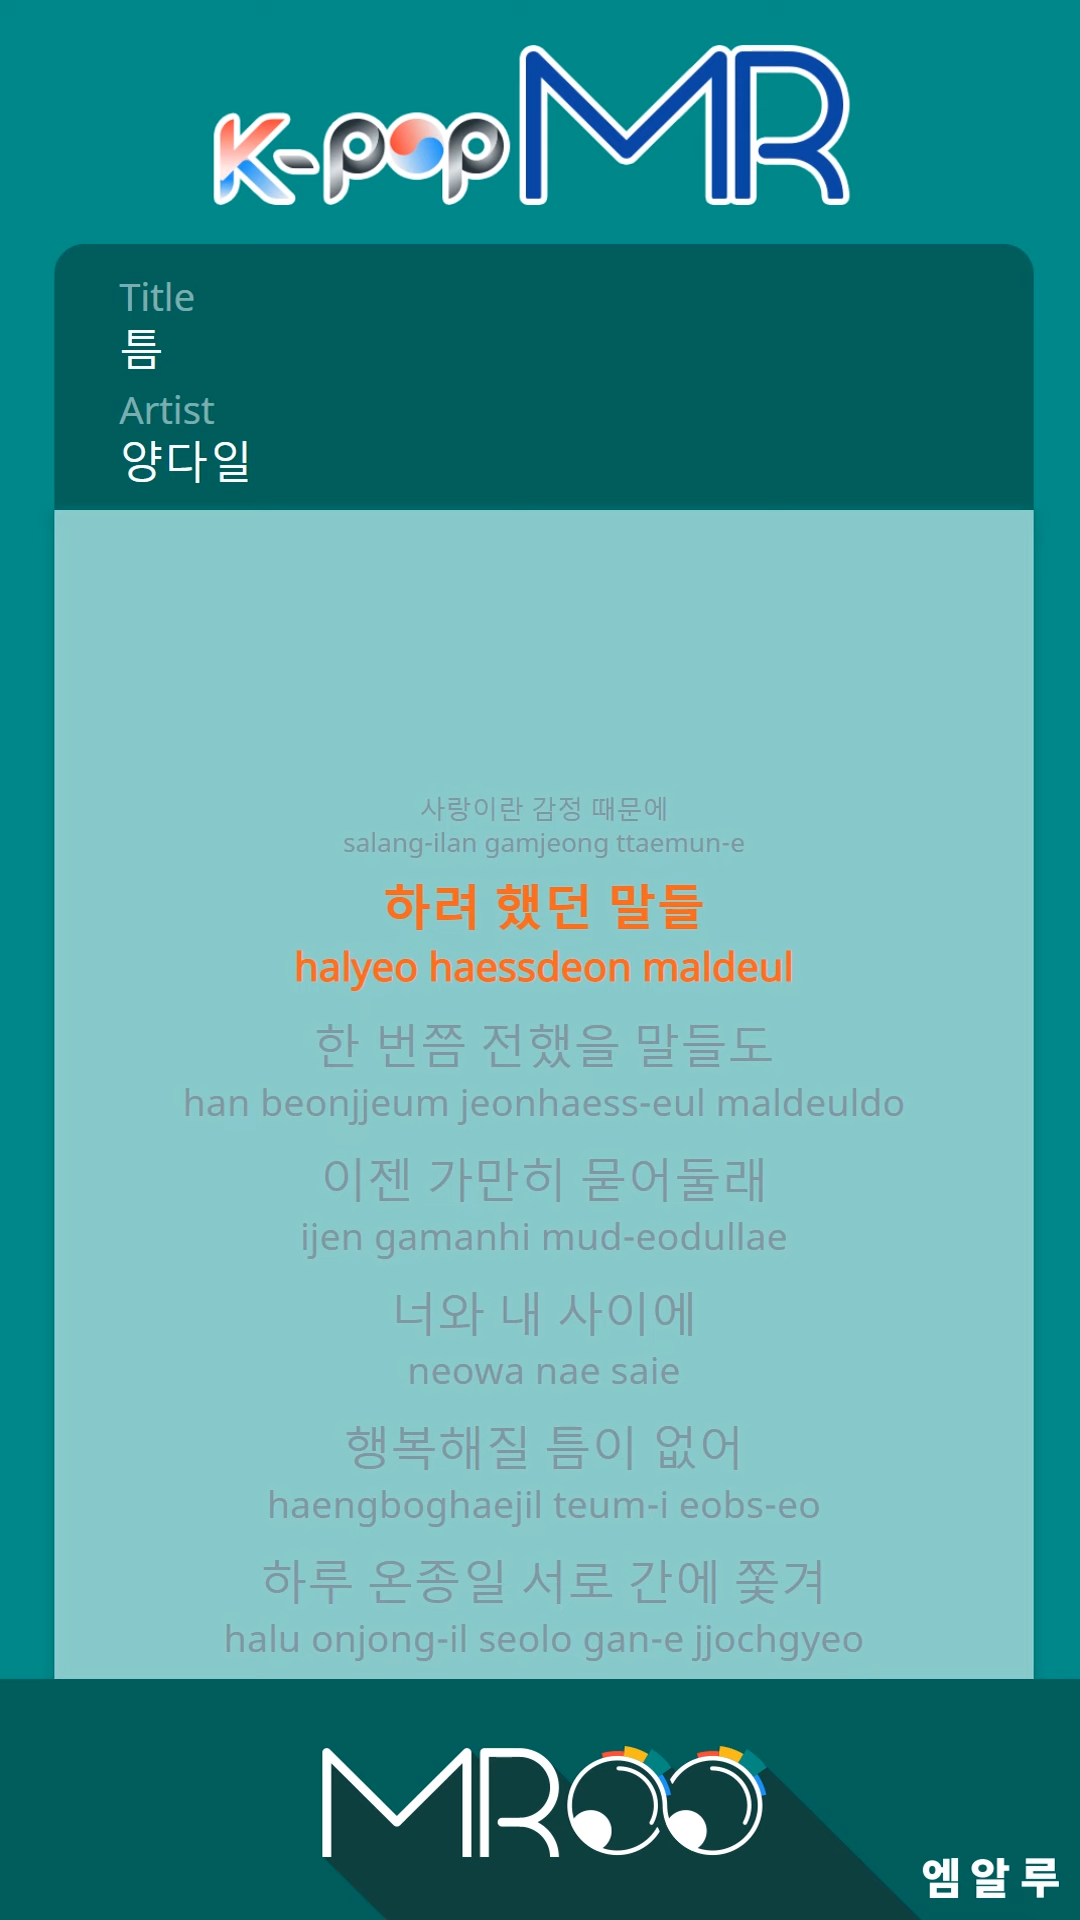 K-pop MR
Title
틈
Artist
양다일
사랑이란 감정 때문에
salang-ilan gamjeong ttaemun-e
하려 했던 말들
halyeo haessdeon maldeul
한 번쯤 전했을 말들도
han beonjjeum jeonhaess-eul maldeuldo
이젠 가만히 묻어둘래
ijen gamanhi mud-eodullae
너와 내 사이에
neowa nae saie
행복해질 틈이 없어
haengboghaejil teum-i eobs-eo
하루 온종일 서로 간에 쫓겨
halu onjong-il seolo gan-e jjochgyeo
MROO
엠알루